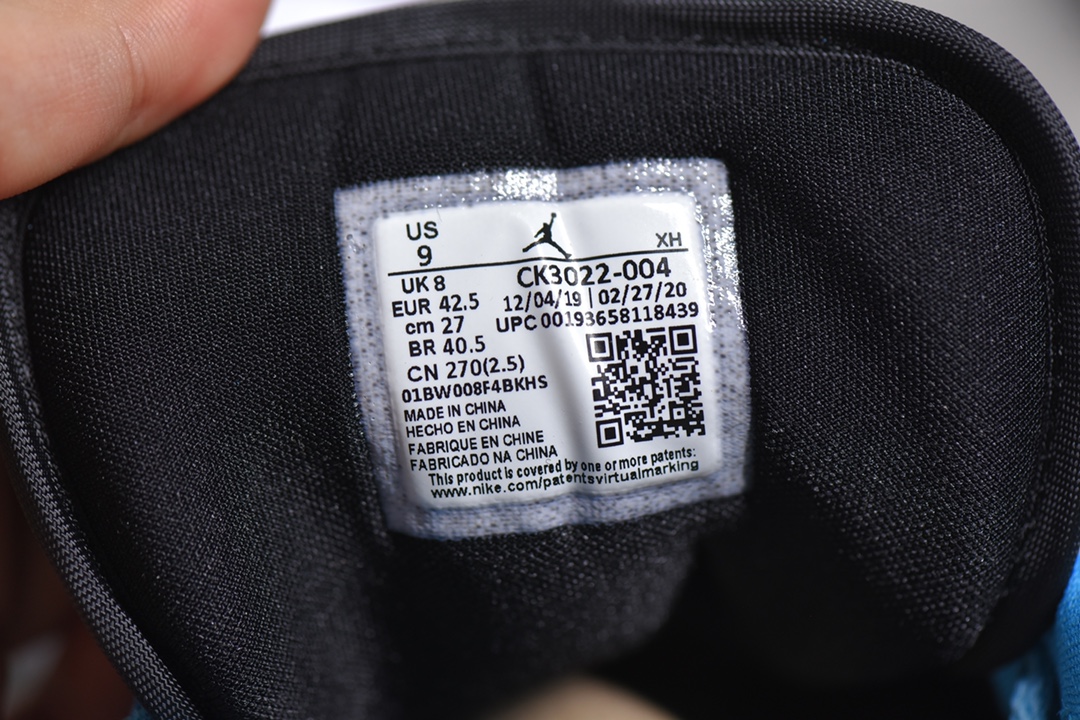 US
9
XH
UK 8
CK3022-004
EUR 42.5
12/04/19 | 02/27/20
cm 27
UPC 00193658118439
BR 40.5
CN 270(2.5)
01BW008F4BKHS
MADE IN CHINA
HECHO EN CHINA
FABRIQUE EN CHINE
FABRICADO NA CHINA
This product is covered by one or more patents:
www.nike.com/patentsvirtualmarking